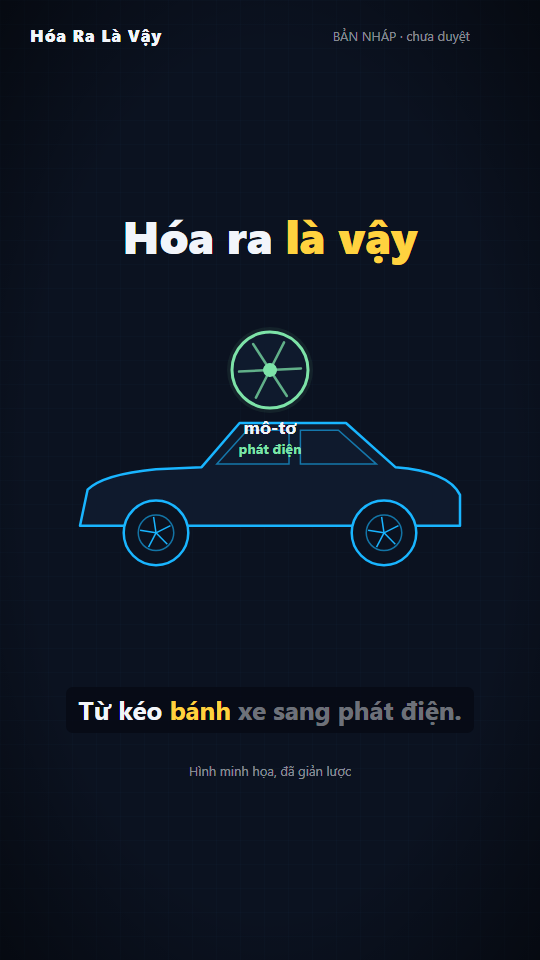 Hóa Ra Là Vậy
BẢN NHÁP · chưa duyệt
Hóa ra là vậy
mô-tơ
phát điện
Từ kéo bánh xe sang phát điện.
Hình minh họa, đã giản lược